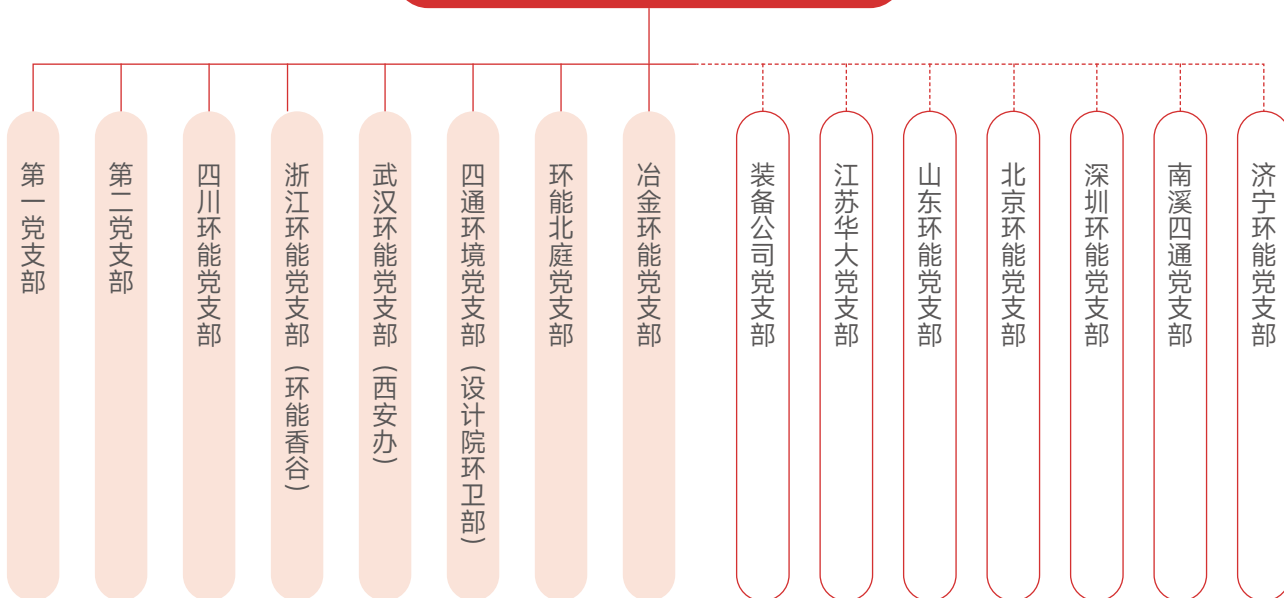 第一党支部
第二党支部
四川环能党支部
浙江环能党支部（环能香谷）
武汉环能党支部（西安办）
四通环境党支部（设计院环卫部）
环能北庭党支部
冶金环能党支部
装备公司党支部
江苏华大党支部
山东环能党支部
北京环能党支部
深圳环能党支部
南溪四通党支部
济宁环能党支部